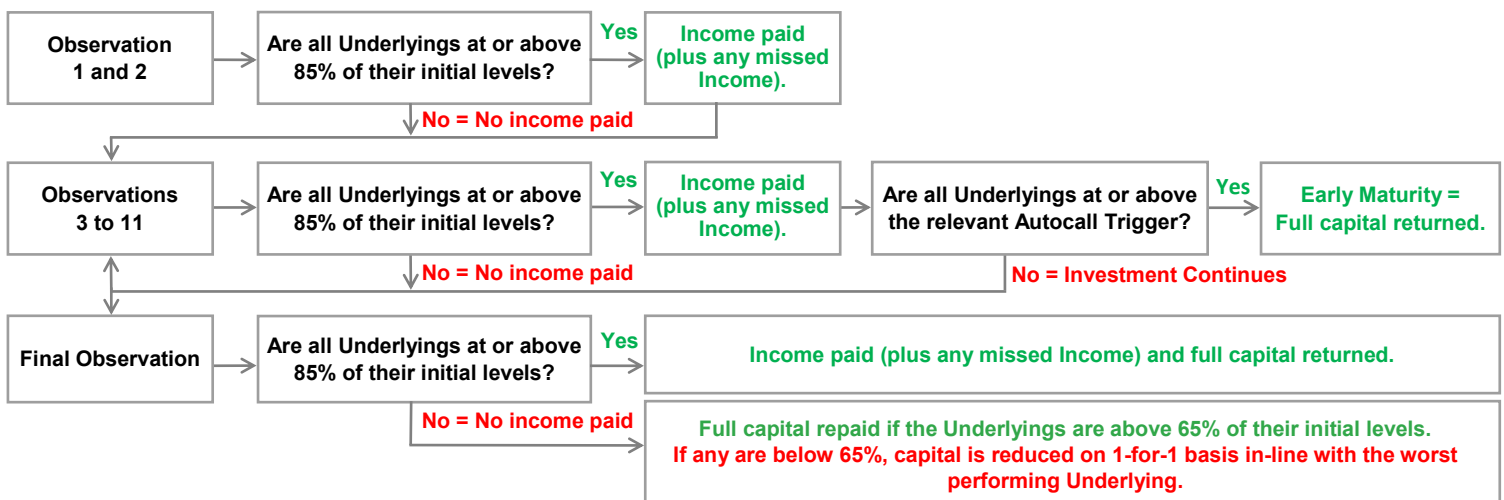 Observation
1 and 2
Are all Underlyings at or above
85% of their initial levels?
Yes
Income paid
(plus any missed
Income).
No = No income paid
Observations
3 to 11
Are all Underlyings at or above
85% of their initial levels?
Yes
Income paid
(plus any missed
Income).
Are all Underlyings at or above
the relevant Autocall Trigger?
Yes
Early Maturity =
Full capital returned.
No = No income paid
No = Investment Continues
Final Observation
Are all Underlyings at or above
85% of their initial levels?
Yes
Income paid (plus any missed Income) and full capital returned.
No = No income paid
Full capital repaid if the Underlyings are above 65% of their initial levels.
If any are below 65%, capital is reduced on 1-for-1 basis in-line with the worst
performing Underlying.